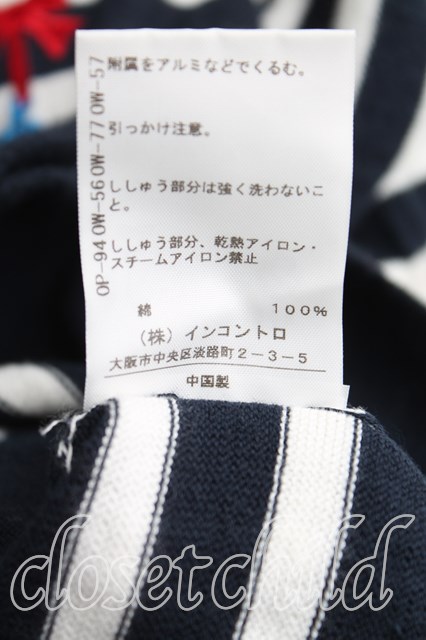 附属をアルミなどでくるむ。
引っかけ注意。
ししゅう部分は強く洗わないこ
と。
ししゅう部分、乾熱アイロン・
スチームアイロン禁止
綿 100%
(株) インコントロ
大阪市中央区淡路町2-3-5
中国製
OP-94OW-56OW-77OW-57
closetchild